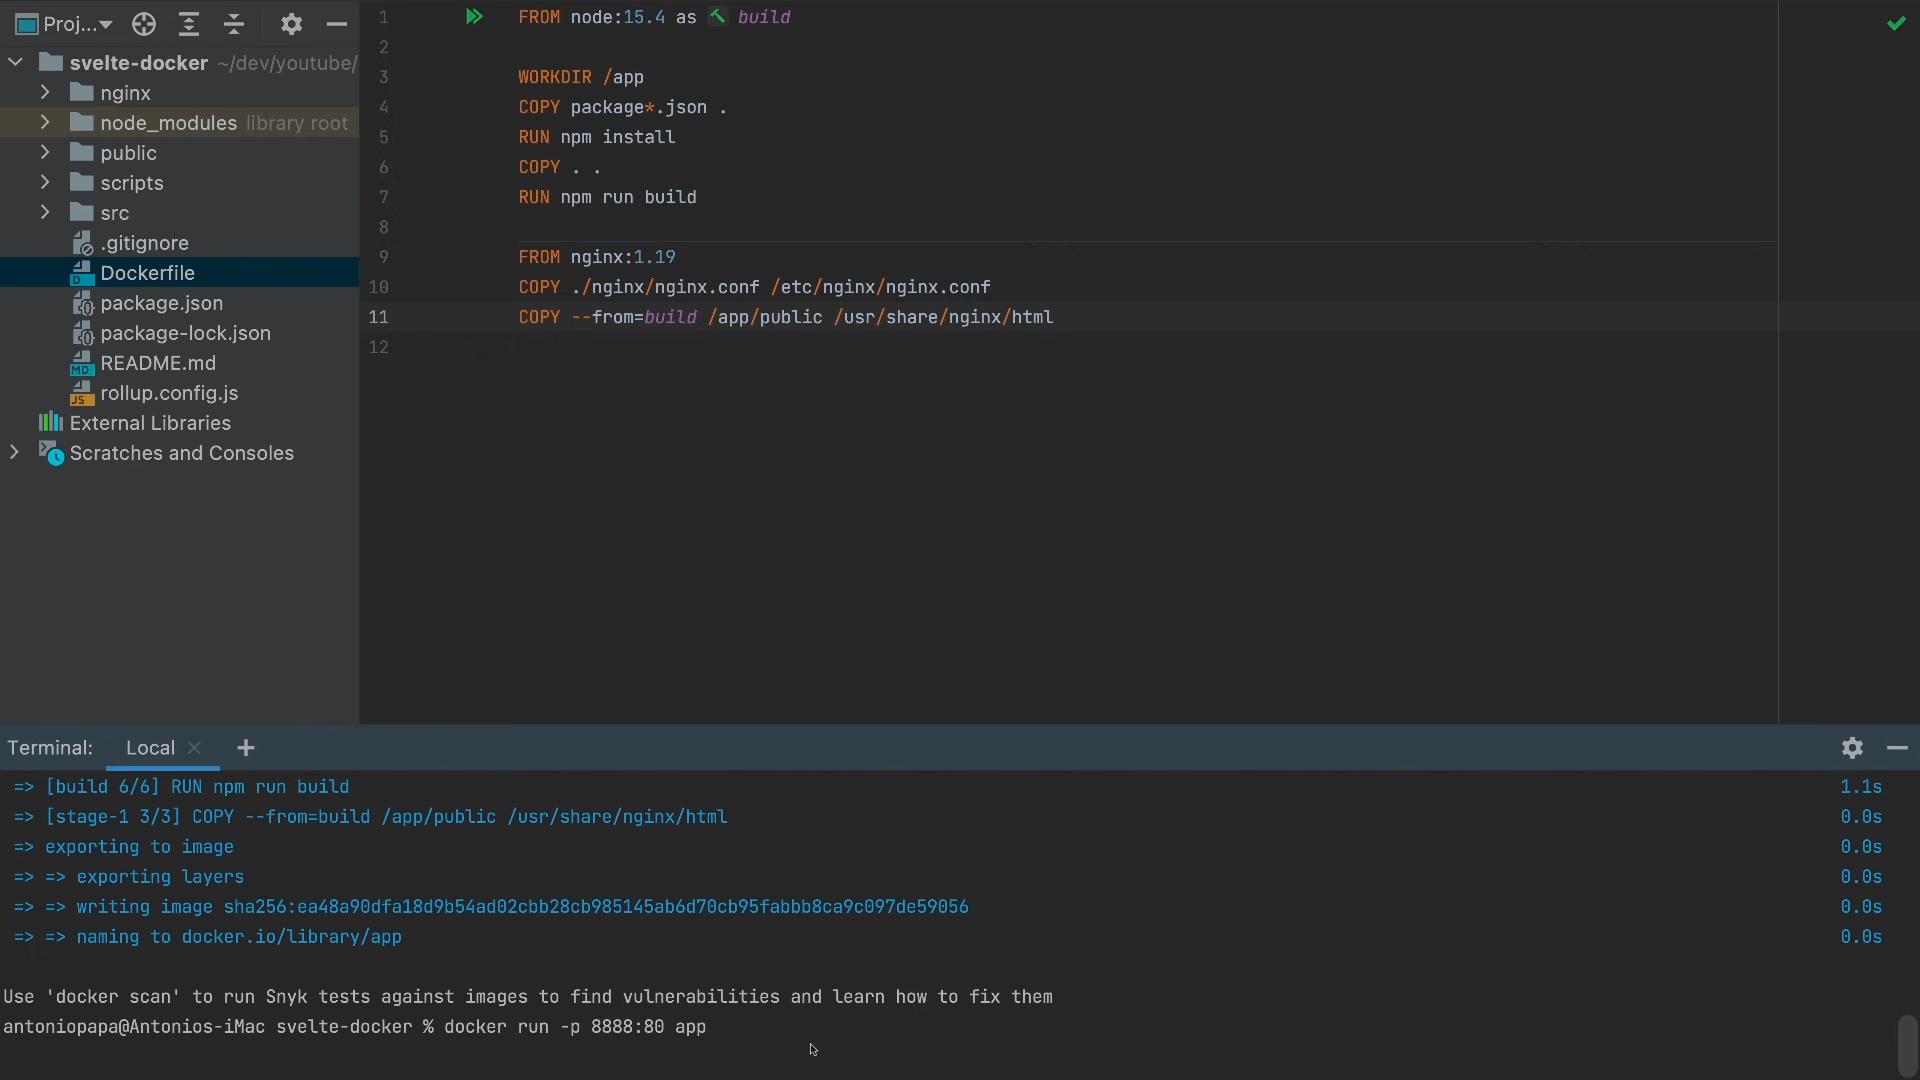 Proj...
svelte-docker ~/dev/youtube/
nginx
node_modules library root
public
scripts
src
.gitignore
Dockerfile
package.json
package-lock.json
README.md
rollup.config.js
External Libraries
Scratches and Consoles
1 FROM node:15.4 as build
2
3 WORKDIR /app
4 COPY package*.json .
5 RUN npm install
6 COPY . .
7 RUN npm run build
8
9 FROM nginx:1.19
10 COPY ./nginx/nginx.conf /etc/nginx/nginx.conf
11 COPY --from=build /app/public /usr/share/nginx/html
12
Terminal: Local
=> [build 6/6] RUN npm run build 1.1s
=> [stage-1 3/3] COPY --from=build /app/public /usr/share/nginx/html 0.0s
=> exporting to image 0.0s
=> => exporting layers 0.0s
=> => writing image sha256:ea48a90dfa18d9b54ad02cbb28cb985145ab6d70cb95fabbb8ca9c097de59056 0.0s
=> => naming to docker.io/library/app 0.0s
Use 'docker scan' to run Snyk tests against images to find vulnerabilities and learn how to fix them
antoniopapa@Antonios-iMac svelte-docker % docker run -p 8888:80 app